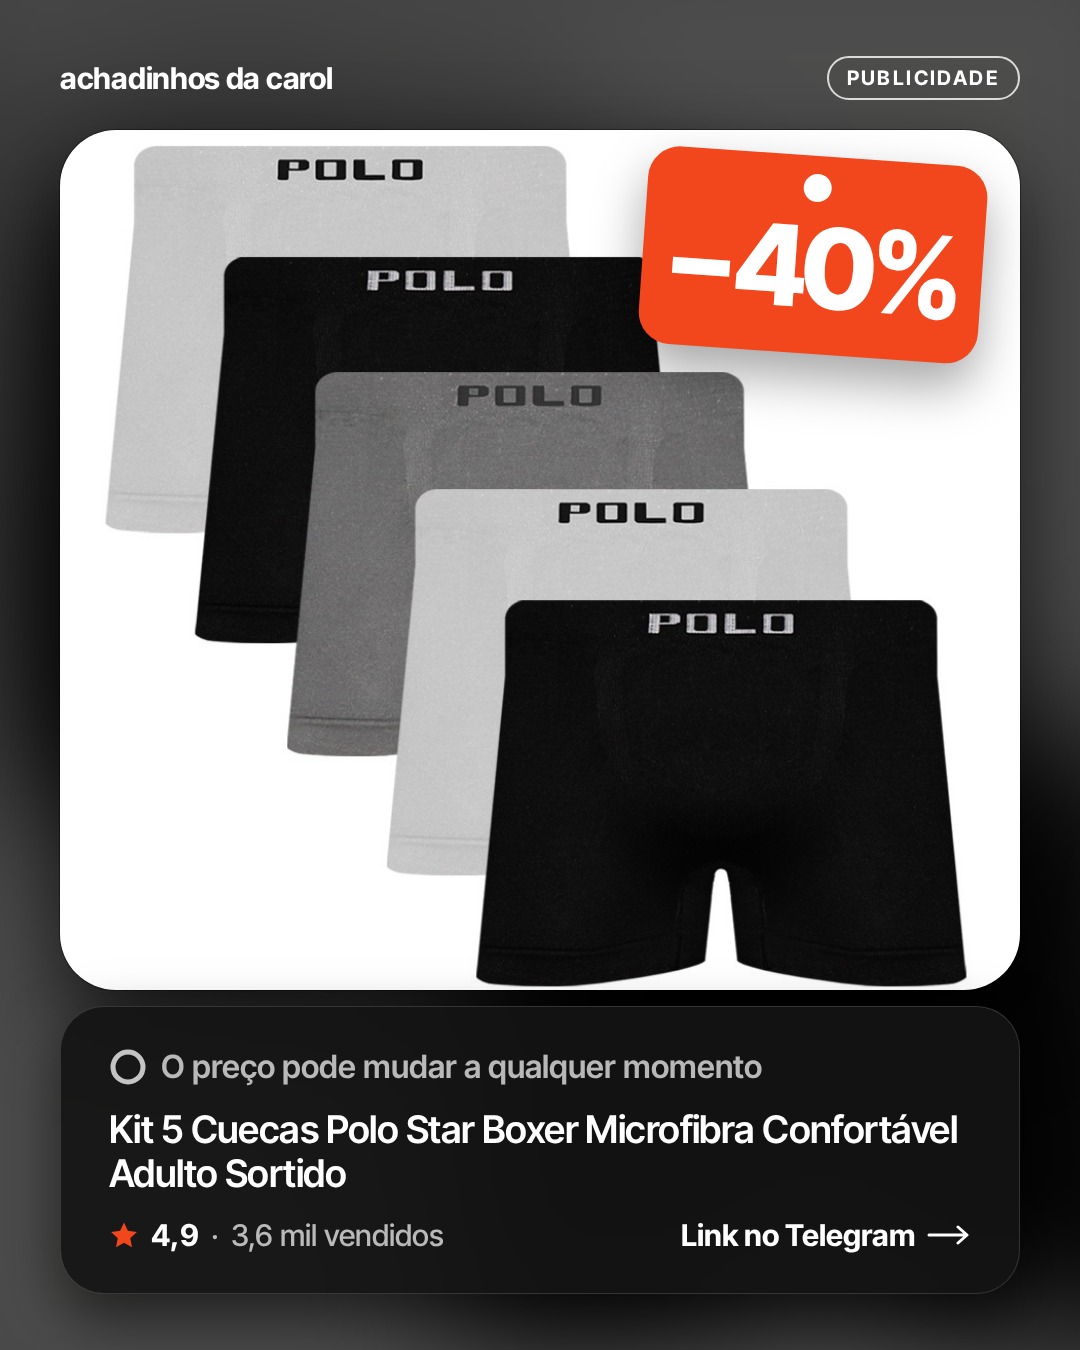 achadinhos da carol
PUBLICIDADE
POLO
−40%
POLO
POLO
POLO
POLO
O preço pode mudar a qualquer momento
Kit 5 Cuecas Polo Star Boxer Microfibra Confortável
Adulto Sortido
4,9 · 3,6 mil vendidos
Link no Telegram →